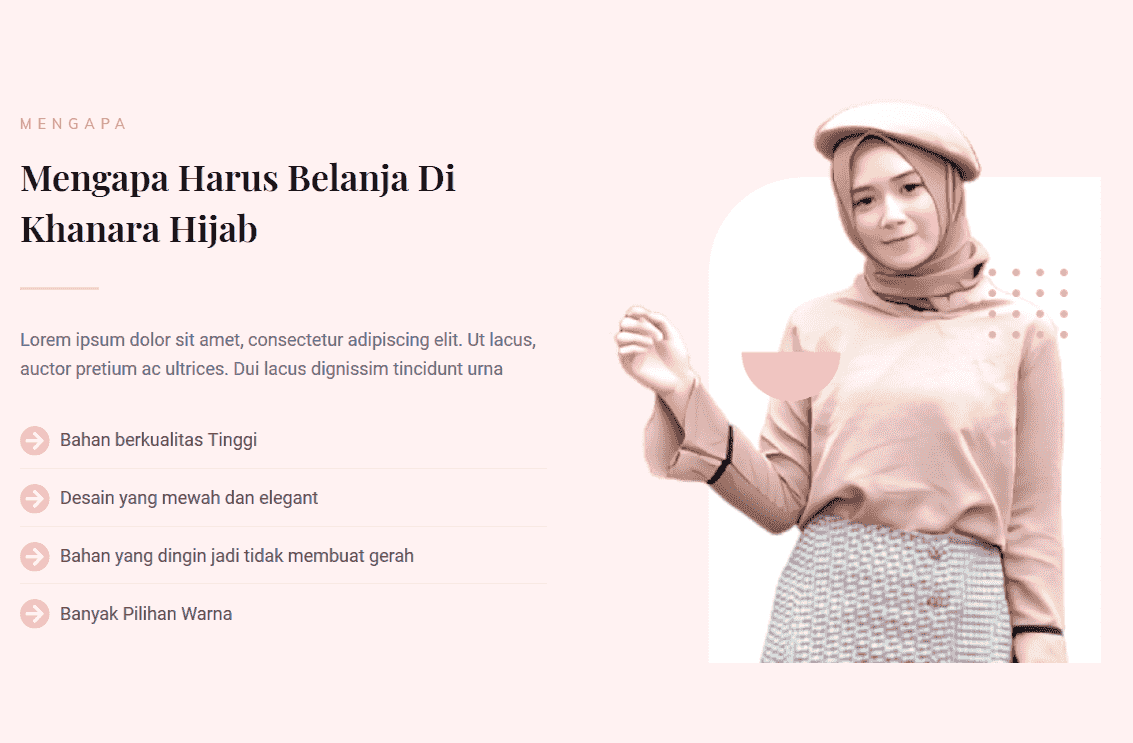 MENGAPA
Mengapa Harus Belanja Di
Khanara Hijab
Lorem ipsum dolor sit amet, consectetur adipiscing elit. Ut lacus,
auctor pretium ac ultrices. Dui lacus dignissim tincidunt urna
Bahan berkualitas Tinggi
Desain yang mewah dan elegant
Bahan yang dingin jadi tidak membuat gerah
Banyak Pilihan Warna